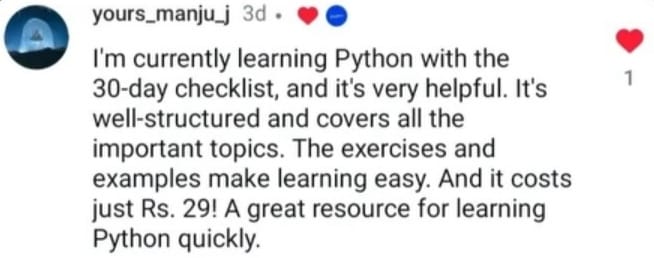 yours_manju_j 3d •
I'm currently learning Python with the
30-day checklist, and it's very helpful. It's
well-structured and covers all the
important topics. The exercises and
examples make learning easy. And it costs
just Rs. 29! A great resource for learning
Python quickly.
1